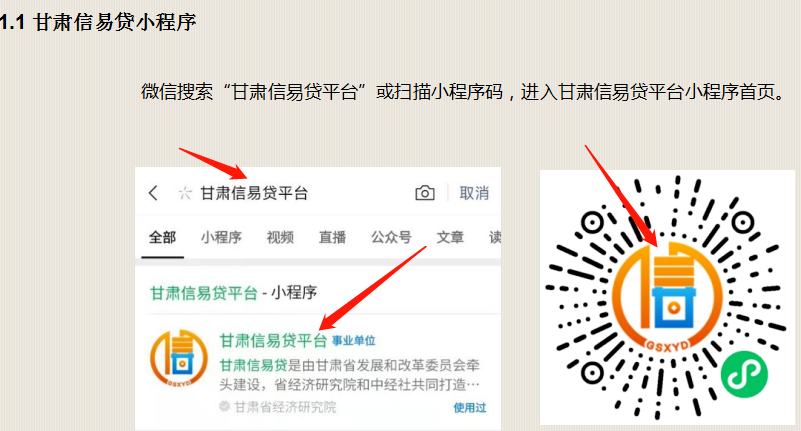 1.1 甘肃信易贷小程序
微信搜索“甘肃信易贷平台”或扫描小程序码，进入甘肃信易贷平台小程序首页。
甘肃信易贷平台 取消
全部 小程序 视频 直播 公众号 文章 读
甘肃信易贷平台 - 小程序
甘肃信易贷平台 事业单位
甘肃信易贷是由甘肃省发展和改革委员会牵
头建设，省经济研究院和中经社共同打造…
甘肃省经济研究院 使用过
GSXYD
信
GSXYD